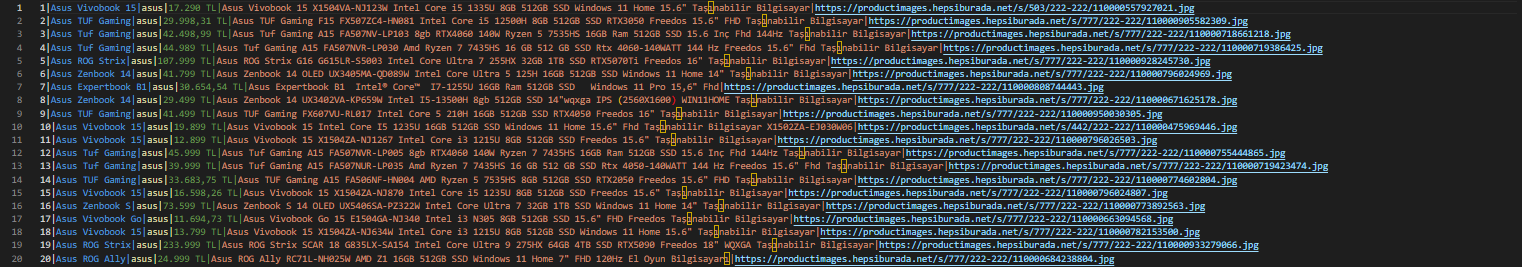 1 1|Asus Vivobook 15|asus|17.290 TL|Asus Vivobook 15 X1504VA-NJ123W Intel Core i5 1335U 8GB 512GB SSD Windows 11 Home 15.6" Taşınabilir Bilgisayar|https://productimages.hepsiburada.net/s/503/222-222/110000557927021.jpg
2 2|Asus TUF Gaming|asus|29.998,31 TL|Asus TUF Gaming F15 FX507ZC4-HN081 Intel Core i5 12500H 8GB 512GB SSD RTX3050 Freedos 15.6" FHD Taşınabilir Bilgisayar|https://productimages.hepsiburada.net/s/777/222-222/110000905582309.jpg
3 3|Asus Tuf Gaming|asus|42.498,99 TL|Asus Tuf Gaming A15 FA507NV-LP103 8gb RTX4060 140W Ryzen 5 7535HS 16GB Ram 512GB SSD 15.6 Inç Fhd 144Hz Taşınabilir Bilgisayar|https://productimages.hepsiburada.net/s/777/222-222/110000718661218.jpg
4 4|Asus Tuf Gaming|asus|44.989 TL|Asus Tuf Gaming A15 FA507NVR-LP030 Amd Ryzen 7 7435HS 16 GB 512 GB SSD Rtx 4060-140WATT 144 Hz Freedos 15.6" Fhd Taşınabilir Bilgisayar|https://productimages.hepsiburada.net/s/777/222-222/110000719386425.jpg
5 5|Asus ROG Strix|asus|107.999 TL|Asus ROG Strix G16 G615LR-S5003 Intel Core Ultra 7 255HX 32GB 1TB SSD RTX5070Ti Freedos 16" Taşınabilir Bilgisayar|https://productimages.hepsiburada.net/s/777/222-222/110000928245730.jpg
6 6|Asus Zenbook 14|asus|41.799 TL|Asus Zenbook 14 OLED UX3405MA-QD089W Intel Core Ultra 5 125H 16GB 512GB SSD Windows 11 Home 14" Taşınabilir Bilgisayar|https://productimages.hepsiburada.net/s/777/222-222/110000796024969.jpg
7 7|Asus Expertbook B1|asus|30.654,54 TL|Asus Expertbook B1  Intel® Core™  I7-1255U 16GB Ram 512GB SSD   Windows 11 Pro 15,6" Fhd|https://productimages.hepsiburada.net/s/777/222-222/110000808744443.jpg
8 8|Asus Zenbook 14|asus|29.499 TL|Asus Zenbook 14 UX3402VA-KP659W Intel I5-13500H 8gb 512GB SSD 14"wqxga IPS (2560X1600) WIN11HOME Taşınabilir Bilgisayar|https://productimages.hepsiburada.net/s/777/222-222/110000671625178.jpg
9 9|Asus TUF Gaming|asus|41.499 TL|Asus TUF Gaming FX607VU-RL017 Intel Core 5 210H 16GB 512GB SSD RTX4050 Freedos 16" Taşınabilir Bilgisayar|https://productimages.hepsiburada.net/s/777/222-222/110000950030305.jpg
10 10|Asus Vivobook 15|asus|19.899 TL|Asus Vivobook 15 Intel Core I5 1235U 16GB 512GB SSD Windows 11 Home 15.6" Fhd Taşınabilir Bilgisayar X1502ZA-EJ030W06|https://productimages.hepsiburada.net/s/442/222-222/110000475969446.jpg
11 11|Asus Vivobook 15|asus|12.899 TL|Asus Vivobook 15 X1504ZA-NJ1267 Intel Core i3 1215U 8GB 512GB SSD Freedos 15.6" Taşınabilir Bilgisayar|https://productimages.hepsiburada.net/s/777/222-222/110000796026503.jpg
12 12|Asus Tuf Gaming|asus|45.999 TL|Asus Tuf Gaming A15 FA507NVR-LP005 8gb RTX4060 140W Ryzen 7 7435HS 16GB Ram 512GB SSD 15.6 Inç Fhd 144Hz Taşınabilir Bilgisayar|https://productimages.hepsiburada.net/s/777/222-222/110000755444865.jpg
13 13|Asus Tuf Gaming|asus|39.999 TL|Asus Tuf Gaming A15 FA507NUR-LP035 Amd Ryzen 7 7435HS 16 GB 512 GB SSD Rtx 4050-140WATT 144 Hz Freedos 15.6" Fhd Taşınabilir Bilgisayar|https://productimages.hepsiburada.net/s/777/222-222/110000719423474.jpg
14 14|Asus TUF Gaming|asus|33.683,75 TL|Asus TUF Gaming A15 FA506NF-HN004 AMD Ryzen 5 7535HS 8GB 512GB SSD RTX2050 Freedos 15.6" FHD Taşınabilir Bilgisayar|https://productimages.hepsiburada.net/s/777/222-222/110000774602804.jpg
15 15|Asus Vivobook 15|asus|16.598,26 TL|Asus Vivobook 15 X1504ZA-NJ870 Intel Core i5 1235U 8GB 512GB SSD Freedos 15.6" Taşınabilir Bilgisayar|https://productimages.hepsiburada.net/s/777/222-222/110000796024807.jpg
16 16|Asus Zenbook S|asus|73.599 TL|Asus Zenbook S 14 OLED UX5406SA-PZ322W Intel Core Ultra 7 32GB 1TB SSD Windows 11 Home 14" Taşınabilir Bilgisayar|https://productimages.hepsiburada.net/s/777/222-222/110000773892563.jpg
17 17|Asus Vivobook Go|asus|11.694,73 TL|Asus Vivobook Go 15 E1504GA-NJ340 Intel i3 N305 8GB 512GB SSD 15.6" FHD Freedos Taşınabilir Bilgisayar|https://productimages.hepsiburada.net/s/777/222-222/110000663094568.jpg
18 18|Asus Vivobook 15|asus|13.799 TL|Asus Vivobook 15 X1504ZA-NJ634W Intel Core i3 1215U 8GB 512GB SSD Windows 11 Home 15.6" Taşınabilir Bilgisayar|https://productimages.hepsiburada.net/s/777/222-222/110000782153500.jpg
19 19|Asus ROG Strix|asus|233.999 TL|Asus ROG Strix SCAR 18 G835LX-SA154 Intel Core Ultra 9 275HX 64GB 4TB SSD RTX5090 Freedos 18" WQXGA Taşınabilir Bilgisayar|https://productimages.hepsiburada.net/s/777/222-222/110000933279066.jpg
20 20|Asus ROG Ally|asus|24.999 TL|Asus ROG Ally RC71L-NH025W AMD Z1 16GB 512GB SSD Windows 11 Home 7" FHD 120Hz El Oyun Bilgisayarı|https://productimages.hepsiburada.net/s/777/222-222/110000684238804.jpg